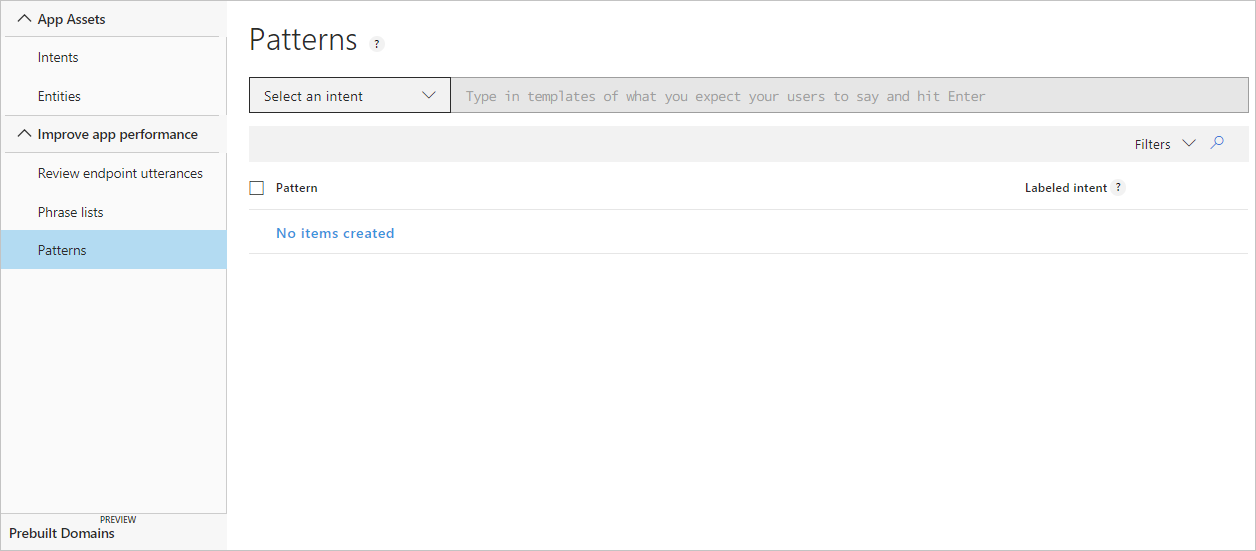 App Assets
Intents
Entities
Improve app performance
Review endpoint utterances
Phrase lists
Patterns
PREVIEW
Prebuilt Domains
Patterns ?
Select an intent
Type in templates of what you expect your users to say and hit Enter
Filters
Pattern
Labeled intent ?
No items created